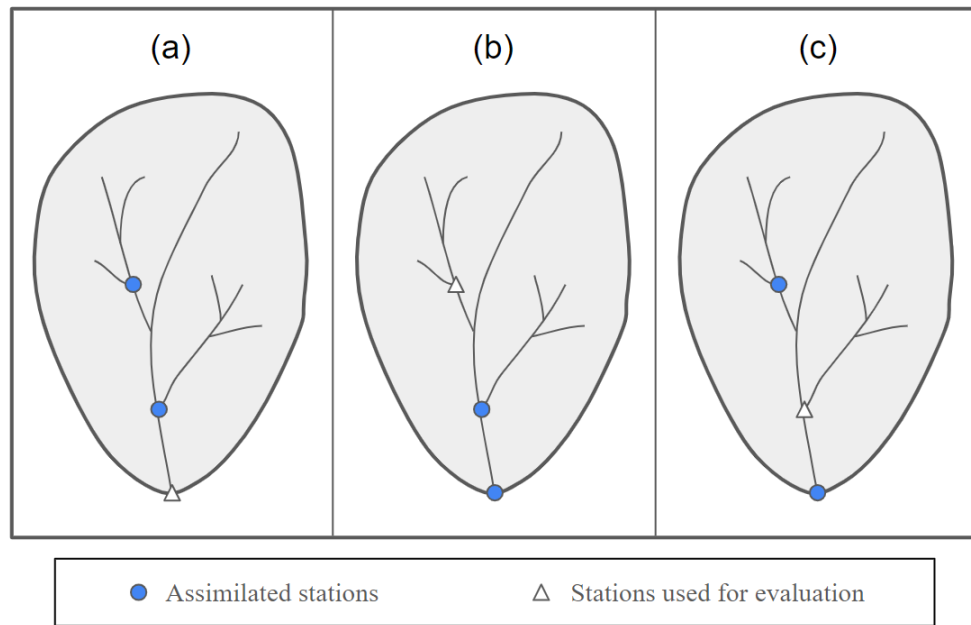 (a)
(b)
(c)
Assimilated stations
Stations used for evaluation